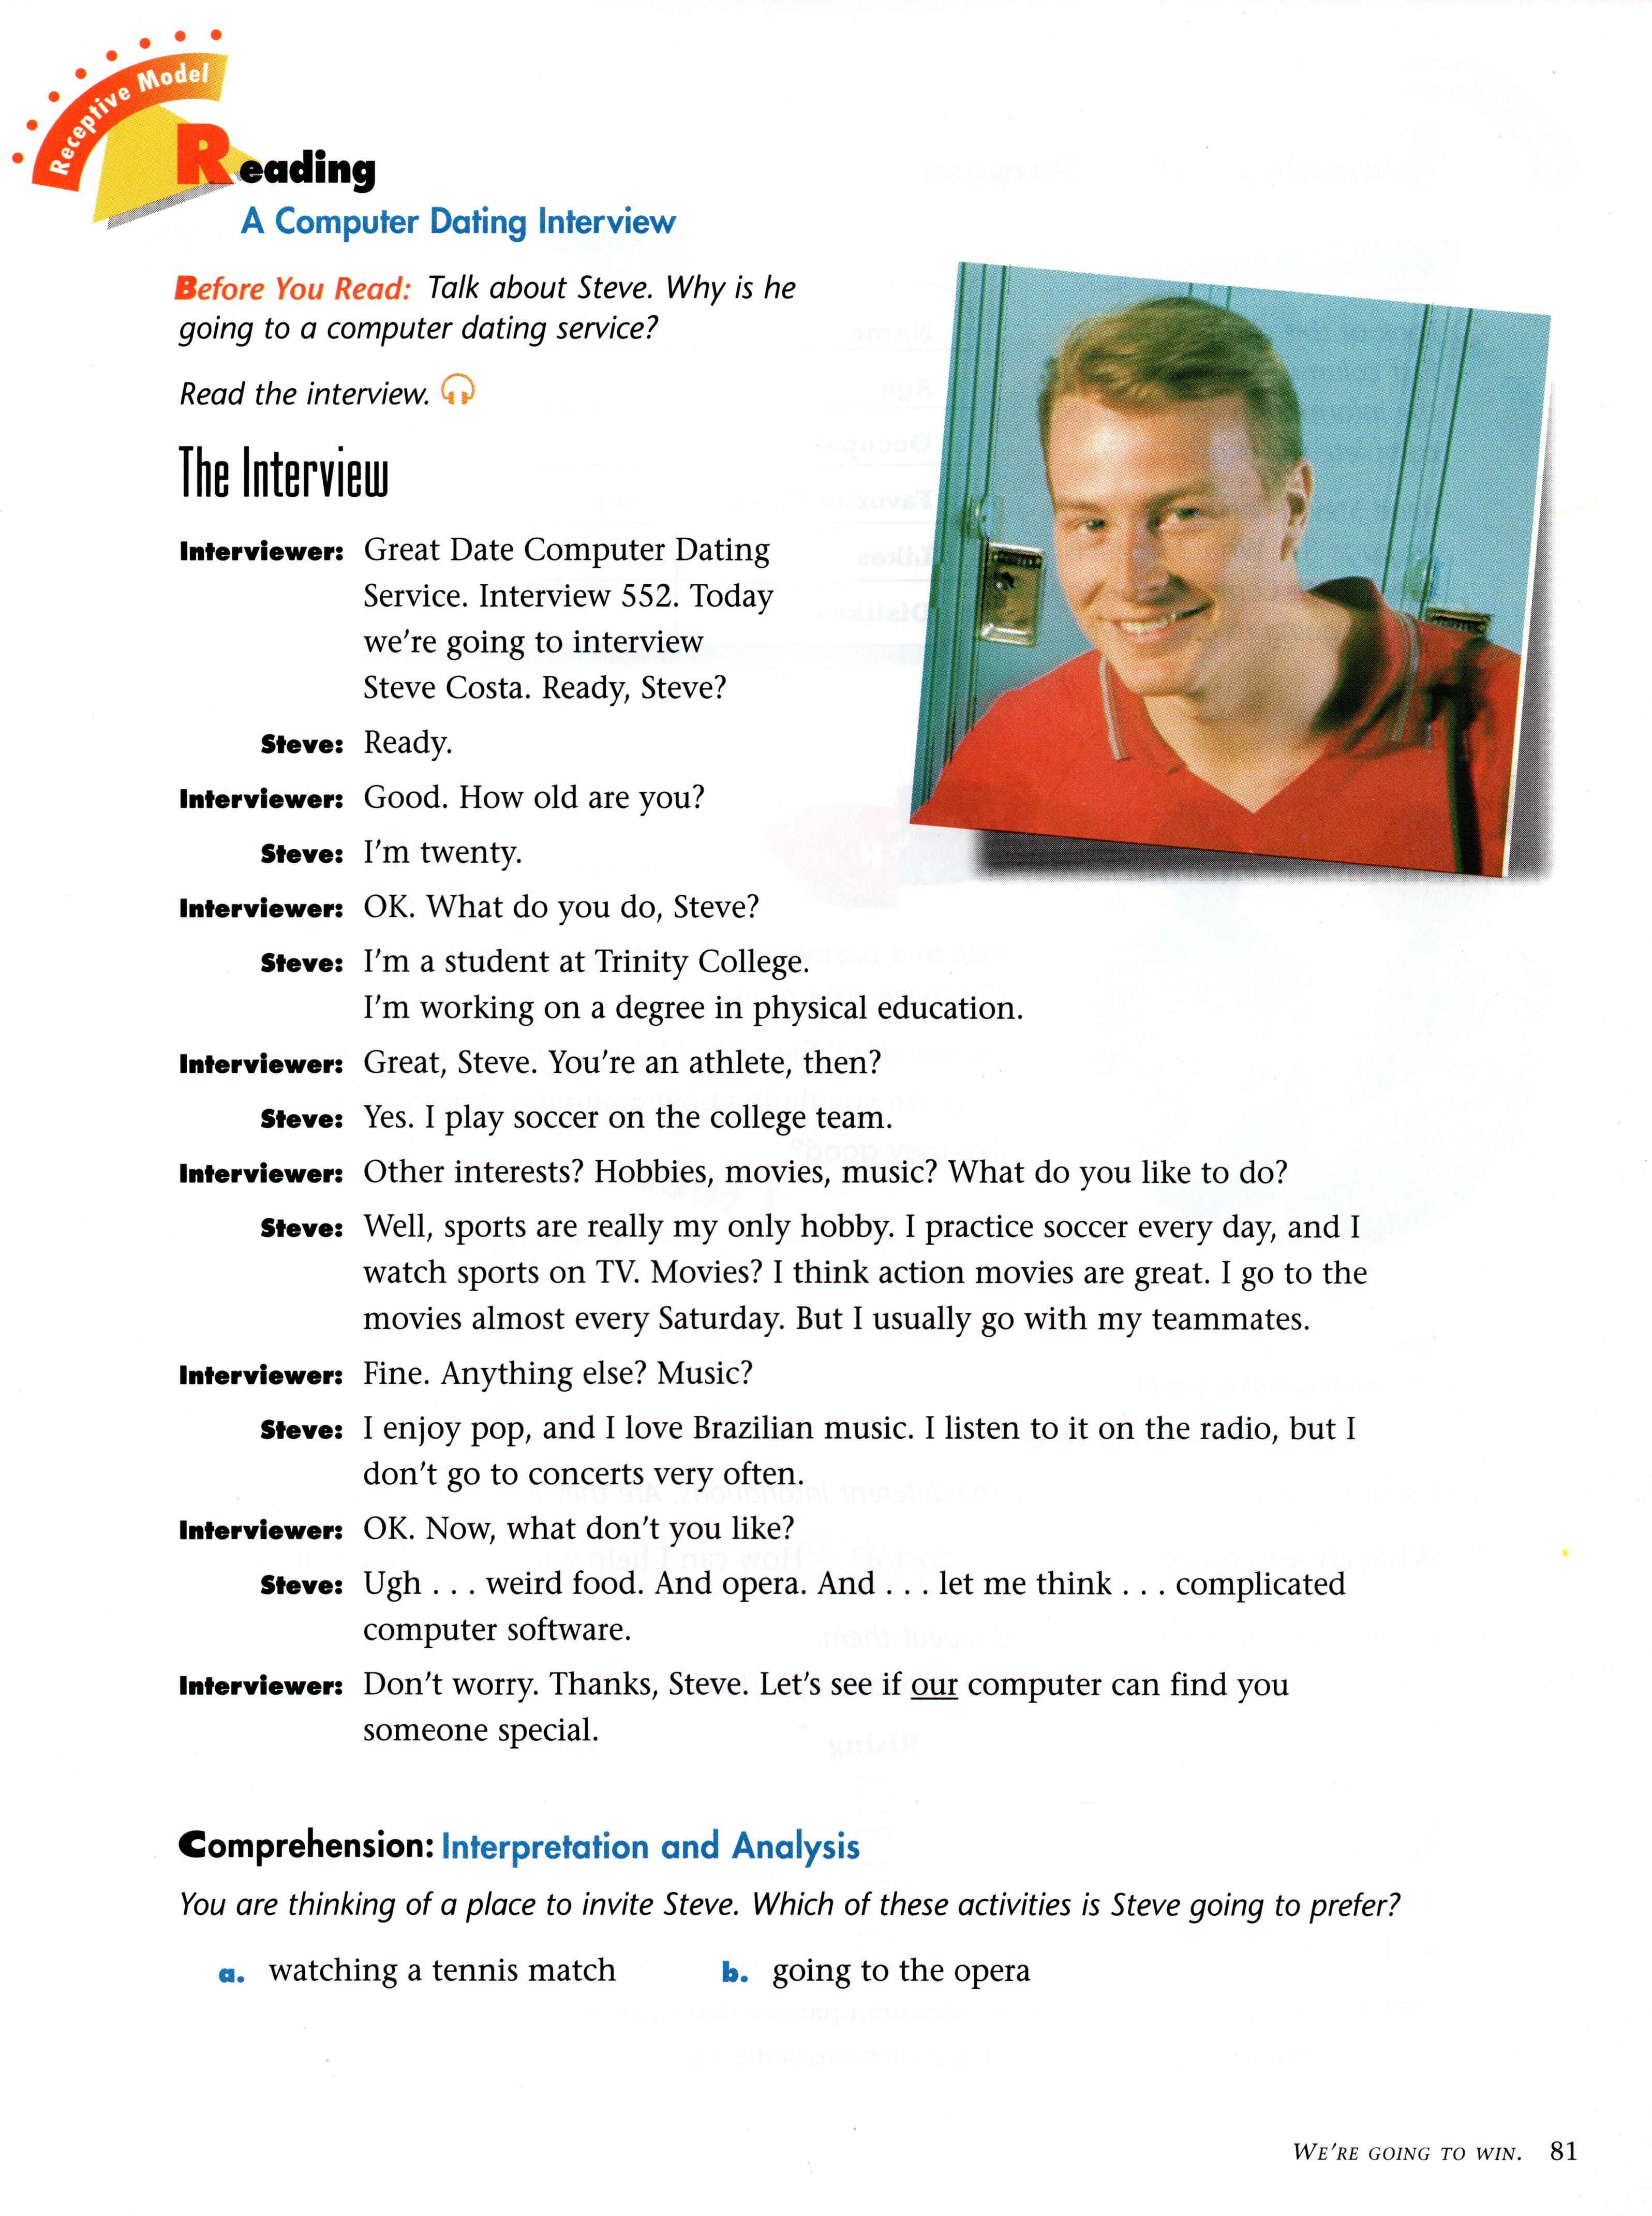 Receptive Model
Reading
A Computer Dating Interview
Before You Read: Talk about Steve. Why is he
going to a computer dating service?
Read the interview.
The Interview
Interviewer: Great Date Computer Dating
Service. Interview 552. Today
we're going to interview
Steve Costa. Ready, Steve?
Steve: Ready.
Interviewer: Good. How old are you?
Steve: I'm twenty.
Interviewer: OK. What do you do, Steve?
Steve: I'm a student at Trinity College.
I'm working on a degree in physical education.
Interviewer: Great, Steve. You're an athlete, then?
Steve: Yes. I play soccer on the college team.
Interviewer: Other interests? Hobbies, movies, music? What do you like to do?
Steve: Well, sports are really my only hobby. I practice soccer every day, and I
watch sports on TV. Movies? I think action movies are great. I go to the
movies almost every Saturday. But I usually go with my teammates.
Interviewer: Fine. Anything else? Music?
Steve: I enjoy pop, and I love Brazilian music. I listen to it on the radio, but I
don't go to concerts very often.
Interviewer: OK. Now, what don't you like?
Steve: Ugh . . . weird food. And opera. And . . . let me think . . . complicated
computer software.
Interviewer: Don't worry. Thanks, Steve. Let's see if our computer can find you
someone special.
Comprehension: Interpretation and Analysis
You are thinking of a place to invite Steve. Which of these activities is Steve going to prefer?
a. watching a tennis match b. going to the opera
WE'RE GOING TO WIN. 81